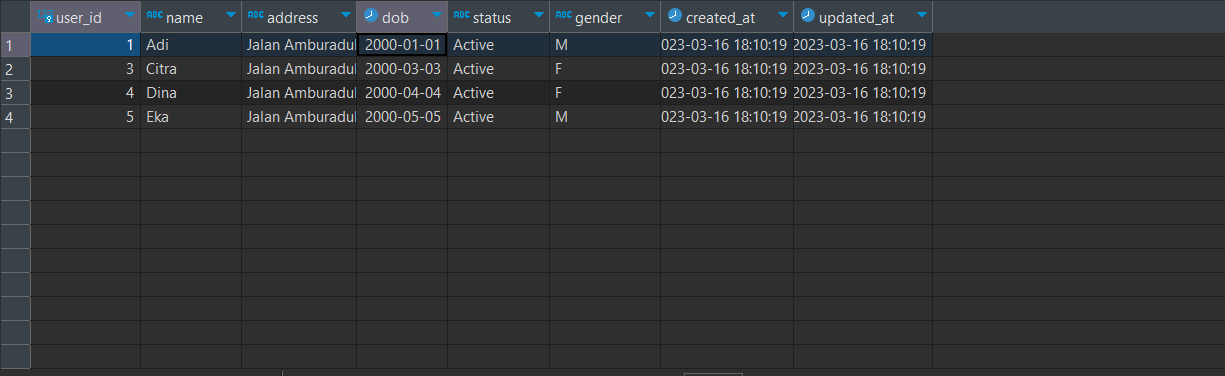 user_id ABC name ABC address dob ABC status ABC gender created_at updated_at
1 1 Adi Jalan Amburadul 2000-01-01 Active M 023-03-16 18:10:19 2023-03-16 18:10:19
2 3 Citra Jalan Amburadul 2000-03-03 Active F 023-03-16 18:10:19 2023-03-16 18:10:19
3 4 Dina Jalan Amburadul 2000-04-04 Active F 023-03-16 18:10:19 2023-03-16 18:10:19
4 5 Eka Jalan Amburadul 2000-05-05 Active M 023-03-16 18:10:19 2023-03-16 18:10:19